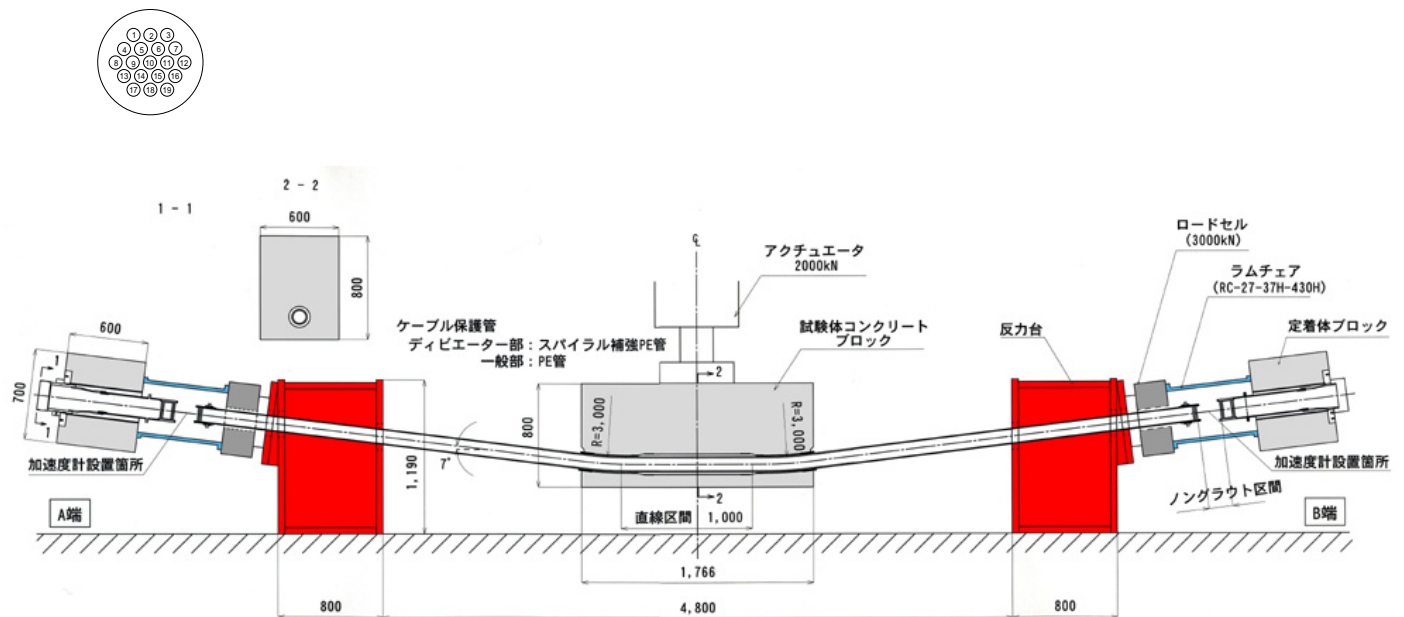 1 2 3
4 5 6 7
8 9 10 11 12
13 14 15 16
17 18 19
2 - 2
1 - 1
600
800
℄
アクチュエータ
2000kN
ロードセル
(3000kN)
ラムチェア
(RC-27-37H-430H)
定着体ブロック
反力台
試験体コンクリート
ブロック
ケーブル保護管
ディビエーター部：スパイラル補強PE管
一般部：PE管
600
700
1
1
2
800
R=3,000
R=3,000
7°
1,190
加速度計設置箇所
加速度計設置箇所
ノングラウト区間
A端
B端
2
直線区間 1,000
1,766
800
4,800
800